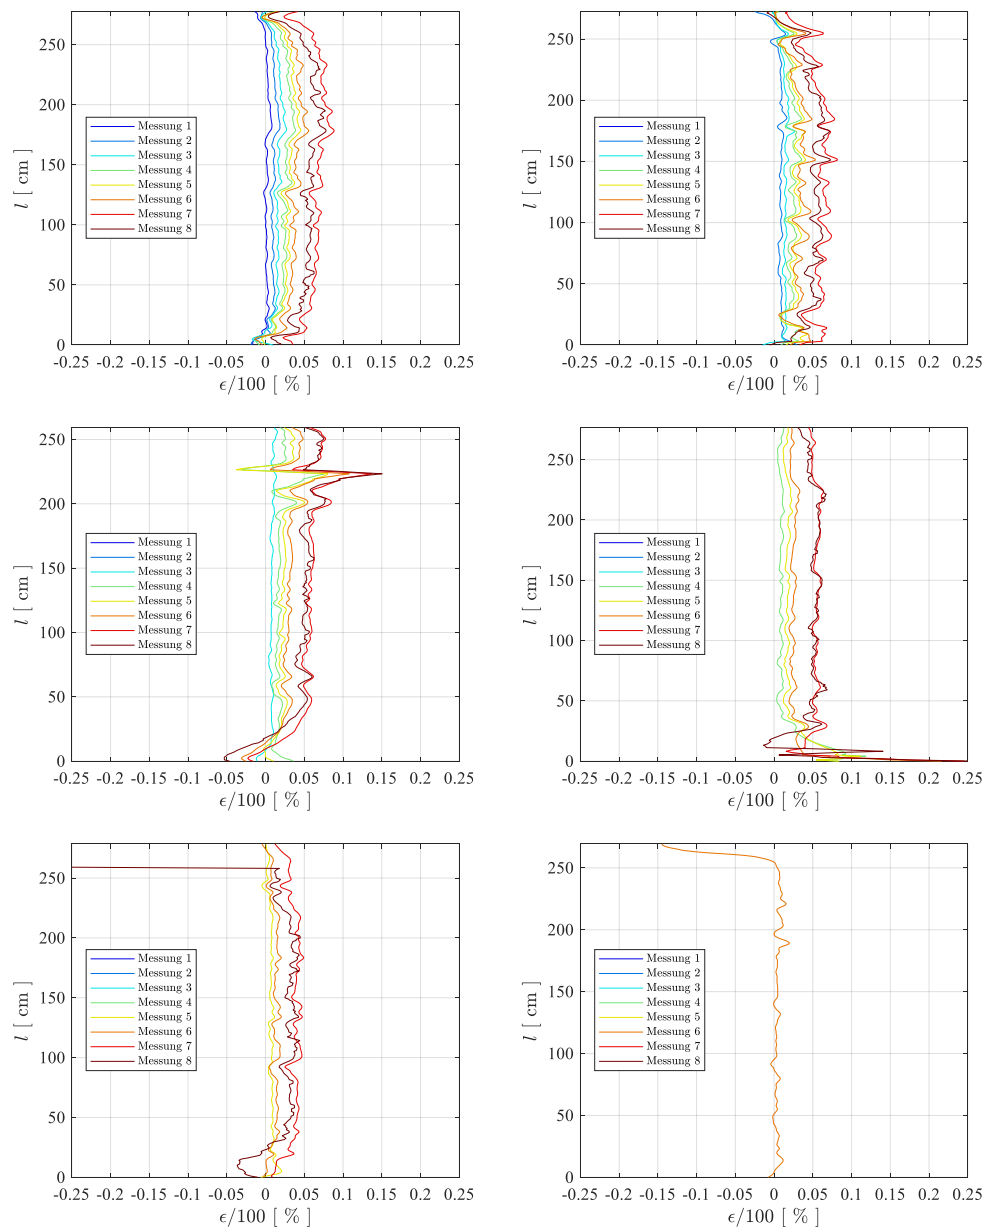 250
200
150
100
50
0
l [ cm ]
Messung 1
Messung 2
Messung 3
Messung 4
Messung 5
Messung 6
Messung 7
Messung 8
-0.25 -0.2 -0.15 -0.1 -0.05 0 0.05 0.1 0.15 0.2 0.25
ϵ/100 [ % ]
250
200
150
100
50
0
l [ cm ]
Messung 1
Messung 2
Messung 3
Messung 4
Messung 5
Messung 6
Messung 7
Messung 8
-0.25 -0.2 -0.15 -0.1 -0.05 0 0.05 0.1 0.15 0.2 0.25
ϵ/100 [ % ]
250
200
150
100
50
0
l [ cm ]
Messung 1
Messung 2
Messung 3
Messung 4
Messung 5
Messung 6
Messung 7
Messung 8
-0.25 -0.2 -0.15 -0.1 -0.05 0 0.05 0.1 0.15 0.2 0.25
ϵ/100 [ % ]
250
200
150
100
50
0
l [ cm ]
Messung 1
Messung 2
Messung 3
Messung 4
Messung 5
Messung 6
Messung 7
Messung 8
-0.25 -0.2 -0.15 -0.1 -0.05 0 0.05 0.1 0.15 0.2 0.25
ϵ/100 [ % ]
250
200
150
100
50
0
l [ cm ]
Messung 1
Messung 2
Messung 3
Messung 4
Messung 5
Messung 6
Messung 7
Messung 8
-0.25 -0.2 -0.15 -0.1 -0.05 0 0.05 0.1 0.15 0.2 0.25
ϵ/100 [ % ]
250
200
150
100
50
0
l [ cm ]
Messung 1
Messung 2
Messung 3
Messung 4
Messung 5
Messung 6
Messung 7
Messung 8
-0.25 -0.2 -0.15 -0.1 -0.05 0 0.05 0.1 0.15 0.2 0.25
ϵ/100 [ % ]